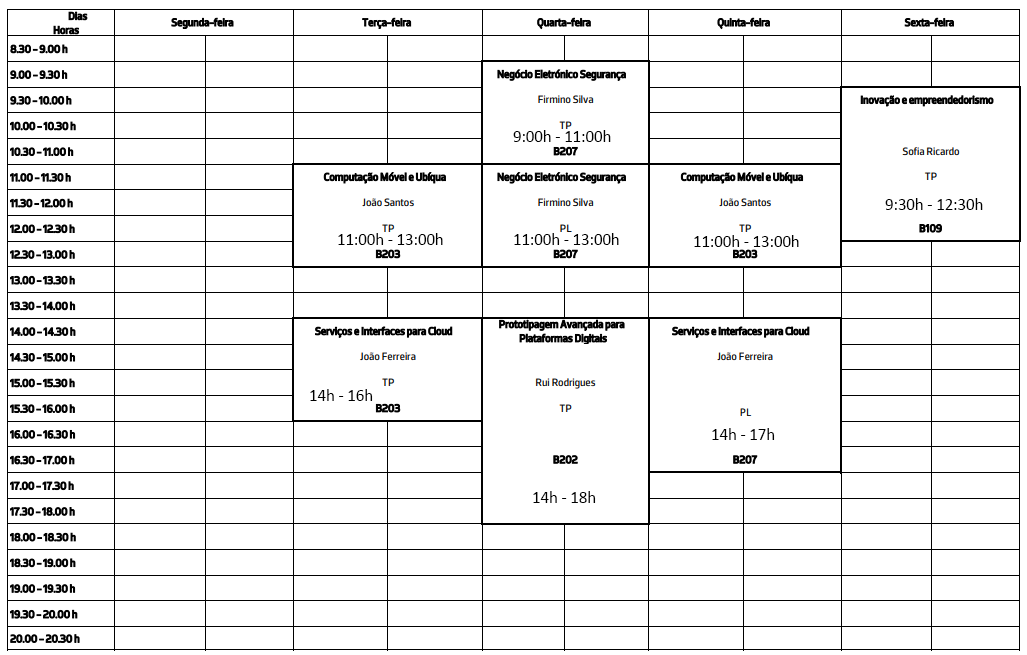 Dias
Horas
Segunda-feira
Terça-feira
Quarta-feira
Quinta-feira
Sexta-feira
8.30 – 9.00 h
9.00 – 9.30 h
9.30 – 10.00 h
10.00 – 10.30 h
10.30 – 11.00 h
11.00 – 11.30 h
11.30 – 12.00 h
12.00 – 12.30 h
12.30 – 13.00 h
13.00 – 13.30 h
13.30 – 14.00 h
14.00 – 14.30 h
14.30 – 15.00 h
15.00 – 15.30 h
15.30 – 16.00 h
16.00 – 16.30 h
16.30 – 17.00 h
17.00 – 17.30 h
17.30 – 18.00 h
18.00 – 18.30 h
18.30 – 19.00 h
19.00 – 19.30 h
19.30 – 20.00 h
20.00 – 20.30 h
Computação Móvel e Ubíqua
João Santos
TP
11:00h - 13:00h
B203
Serviços e Interfaces para Cloud
João Ferreira
TP
14h - 16h
B203
Negócio Eletrónico Segurança
Firmino Silva
TP
9:00h - 11:00h
B207
Negócio Eletrónico Segurança
Firmino Silva
PL
11:00h - 13:00h
B207
Prototipagem Avançada para
Plataformas Digitais
Rui Rodrigues
TP
B202
14h - 18h
Computação Móvel e Ubíqua
João Santos
TP
11:00h - 13:00h
B203
Serviços e Interfaces para Cloud
João Ferreira
PL
14h - 17h
B207
Inovação e empreendedorismo
Sofia Ricardo
TP
9:30h - 12:30h
B109